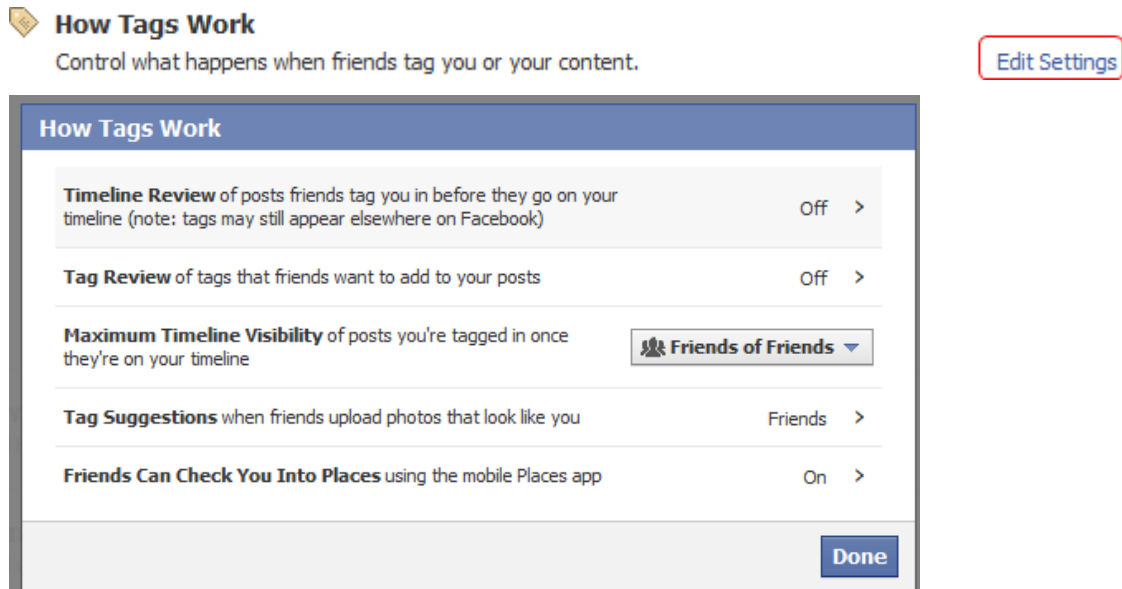 How Tags Work
Control what happens when friends tag you or your content.
Edit Settings
How Tags Work
Timeline Review of posts friends tag you in before they go on your
timeline (note: tags may still appear elsewhere on Facebook)
Off >
Tag Review of tags that friends want to add to your posts
Off >
Maximum Timeline Visibility of posts you're tagged in once
they're on your timeline
Friends of Friends
Tag Suggestions when friends upload photos that look like you
Friends >
Friends Can Check You Into Places using the mobile Places app
On >
Done